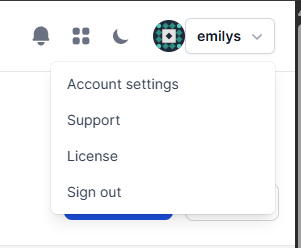 emilys
Account settings
Support
License
Sign out